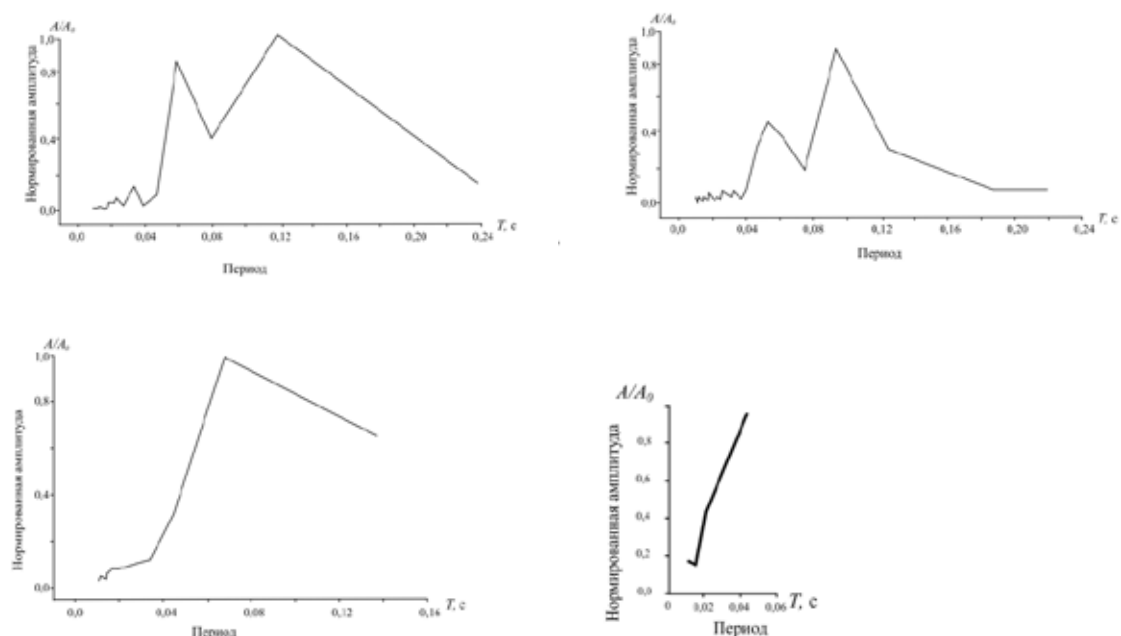 A/A₀
Нормированная амплитуда
1,0
0,8
0,4
0,0
0,0 0,04 0,08 0,12 0,16 0,20 0,24
T, с
Период
A/A₀
Нормированная амплитуда
1,0
0,8
0,4
0,0
0,0 0,04 0,08 0,12 0,16 0,20 0,24
T, с
Период
A/A₀
Нормированная амплитуда
1,0
0,8
0,4
0,0
0,0 0,04 0,08 0,12 0,16
T, с
Период
A/A₀
Нормированная амплитуда
0,8
0,6
0,4
0,2
0,0
0 0,02 0,04 0,06
T, с
Период